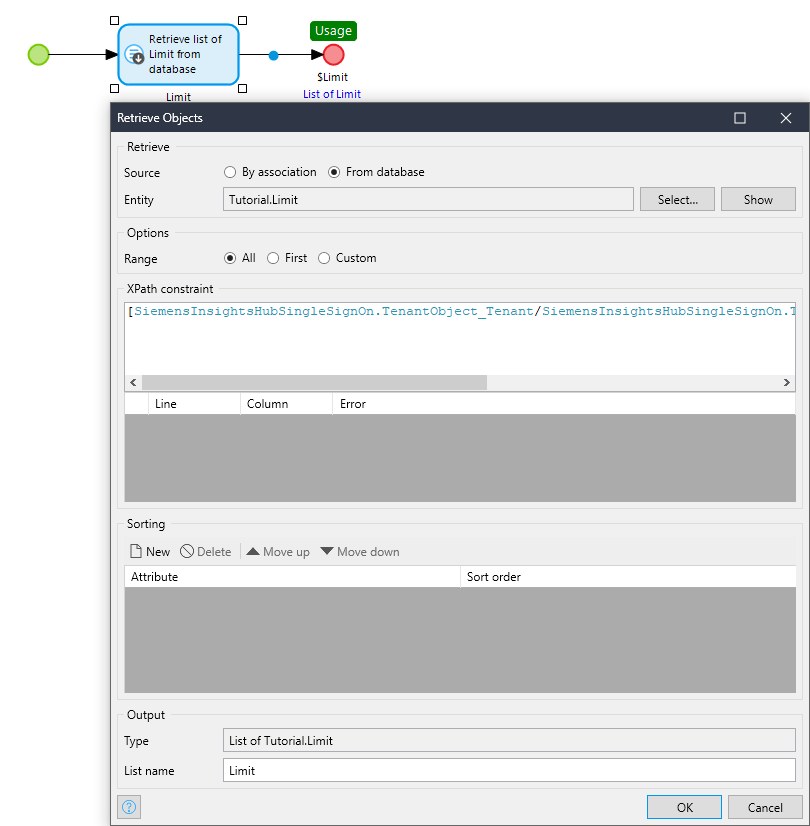 Usage
Retrieve list of
Limit from
database
Limit
$Limit
List of Limit
Retrieve Objects
Retrieve
Source By association From database
Entity Tutorial.Limit Select... Show
Options
Range All First Custom
XPath constraint
[SiemensInsightsHubSingleSignOn.TenantObject_Tenant/SiemensInsightsHubSingleSignOn.T
Line Column Error
Sorting
New Delete Move up Move down
Attribute Sort order
Output
Type List of Tutorial.Limit
List name Limit
? OK Cancel